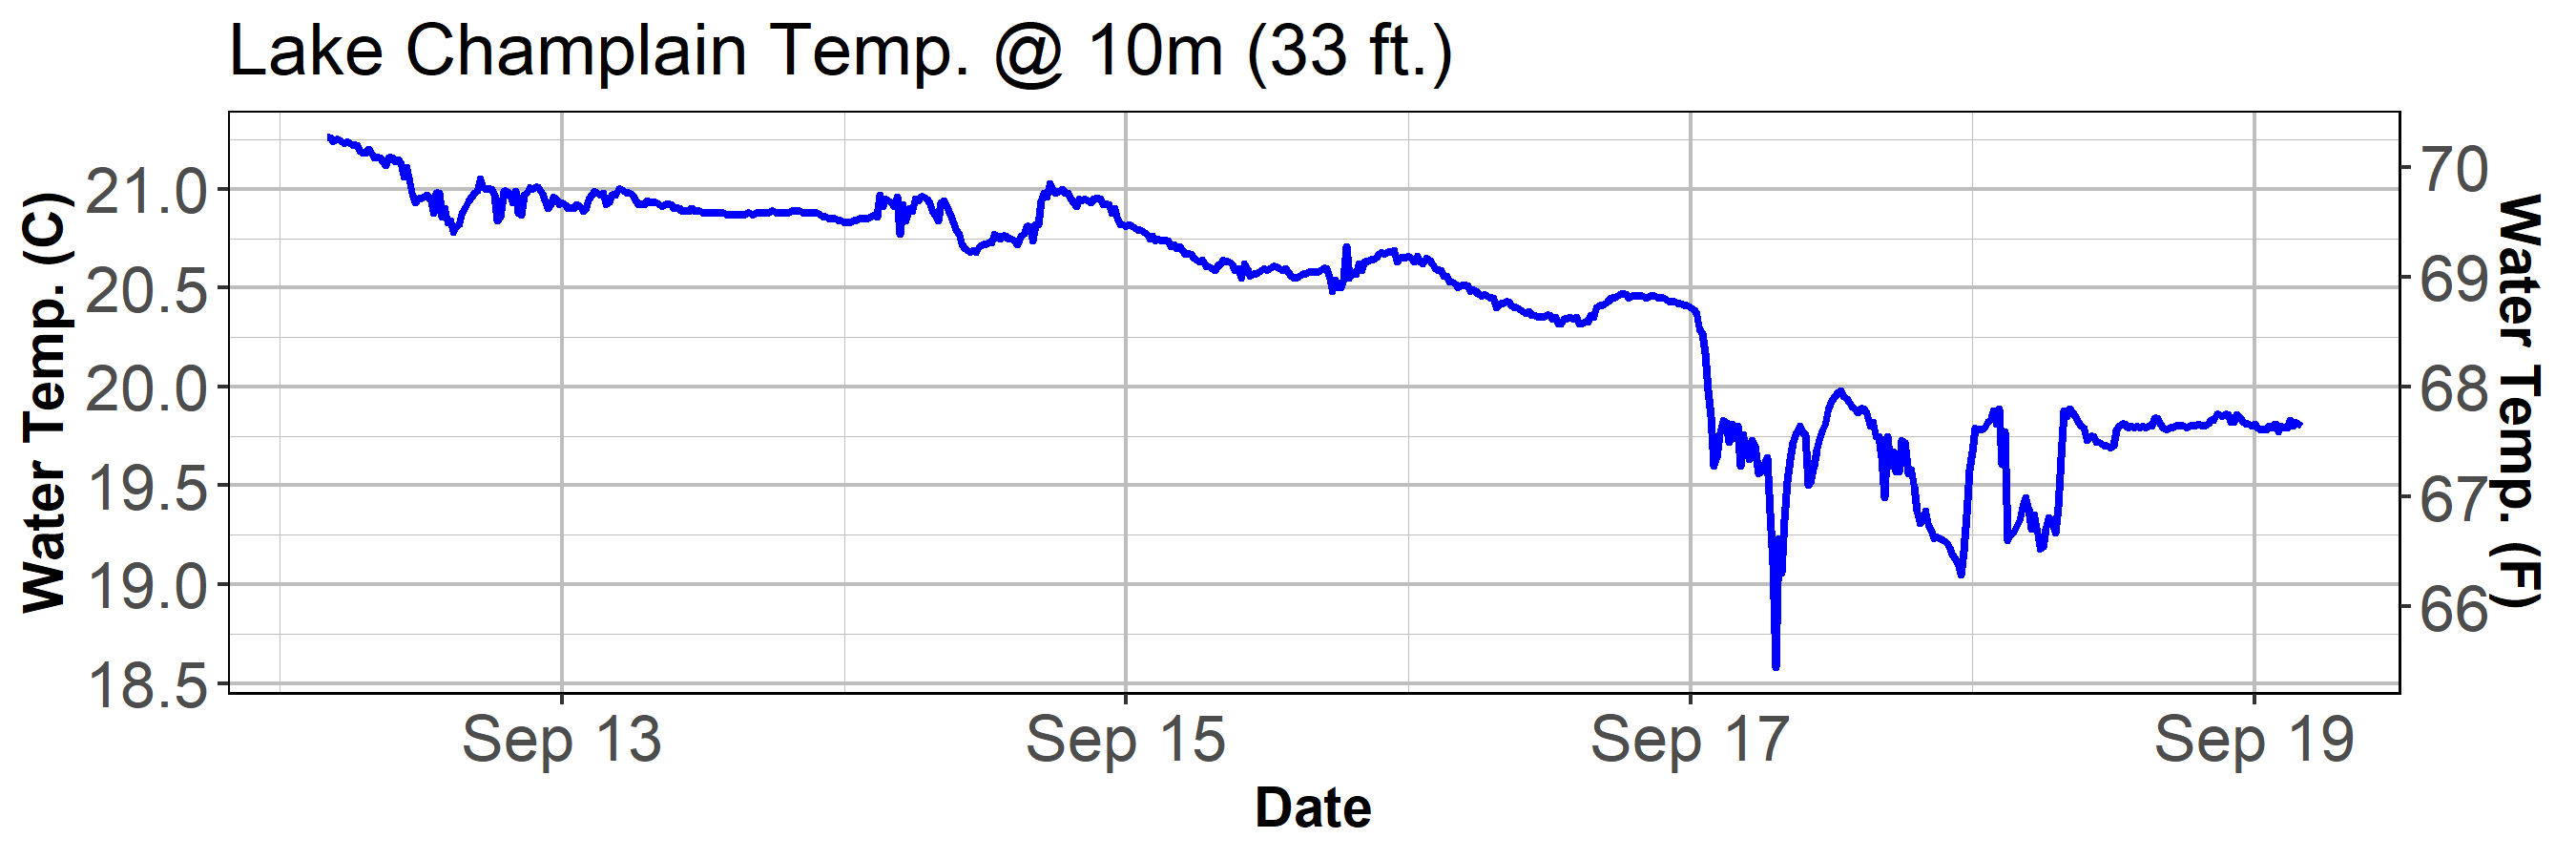 Lake Champlain Temp. @ 10m (33 ft.)
Water Temp. (C)
21.0
20.5
20.0
19.5
19.0
18.5
70
69
68
67
66
Water Temp. (F)
Sep 13
Sep 15
Sep 17
Sep 19
Date